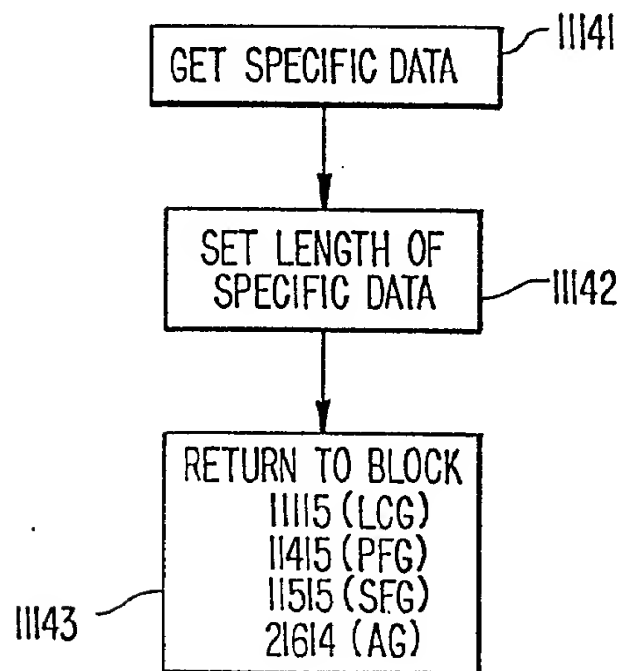 GET SPECIFIC DATA
11141
SET LENGTH OF
SPECIFIC DATA
11142
RETURN TO BLOCK
11115 (LCG)
11415 (PFG)
11515 (SFG)
21614 (AG)
11143